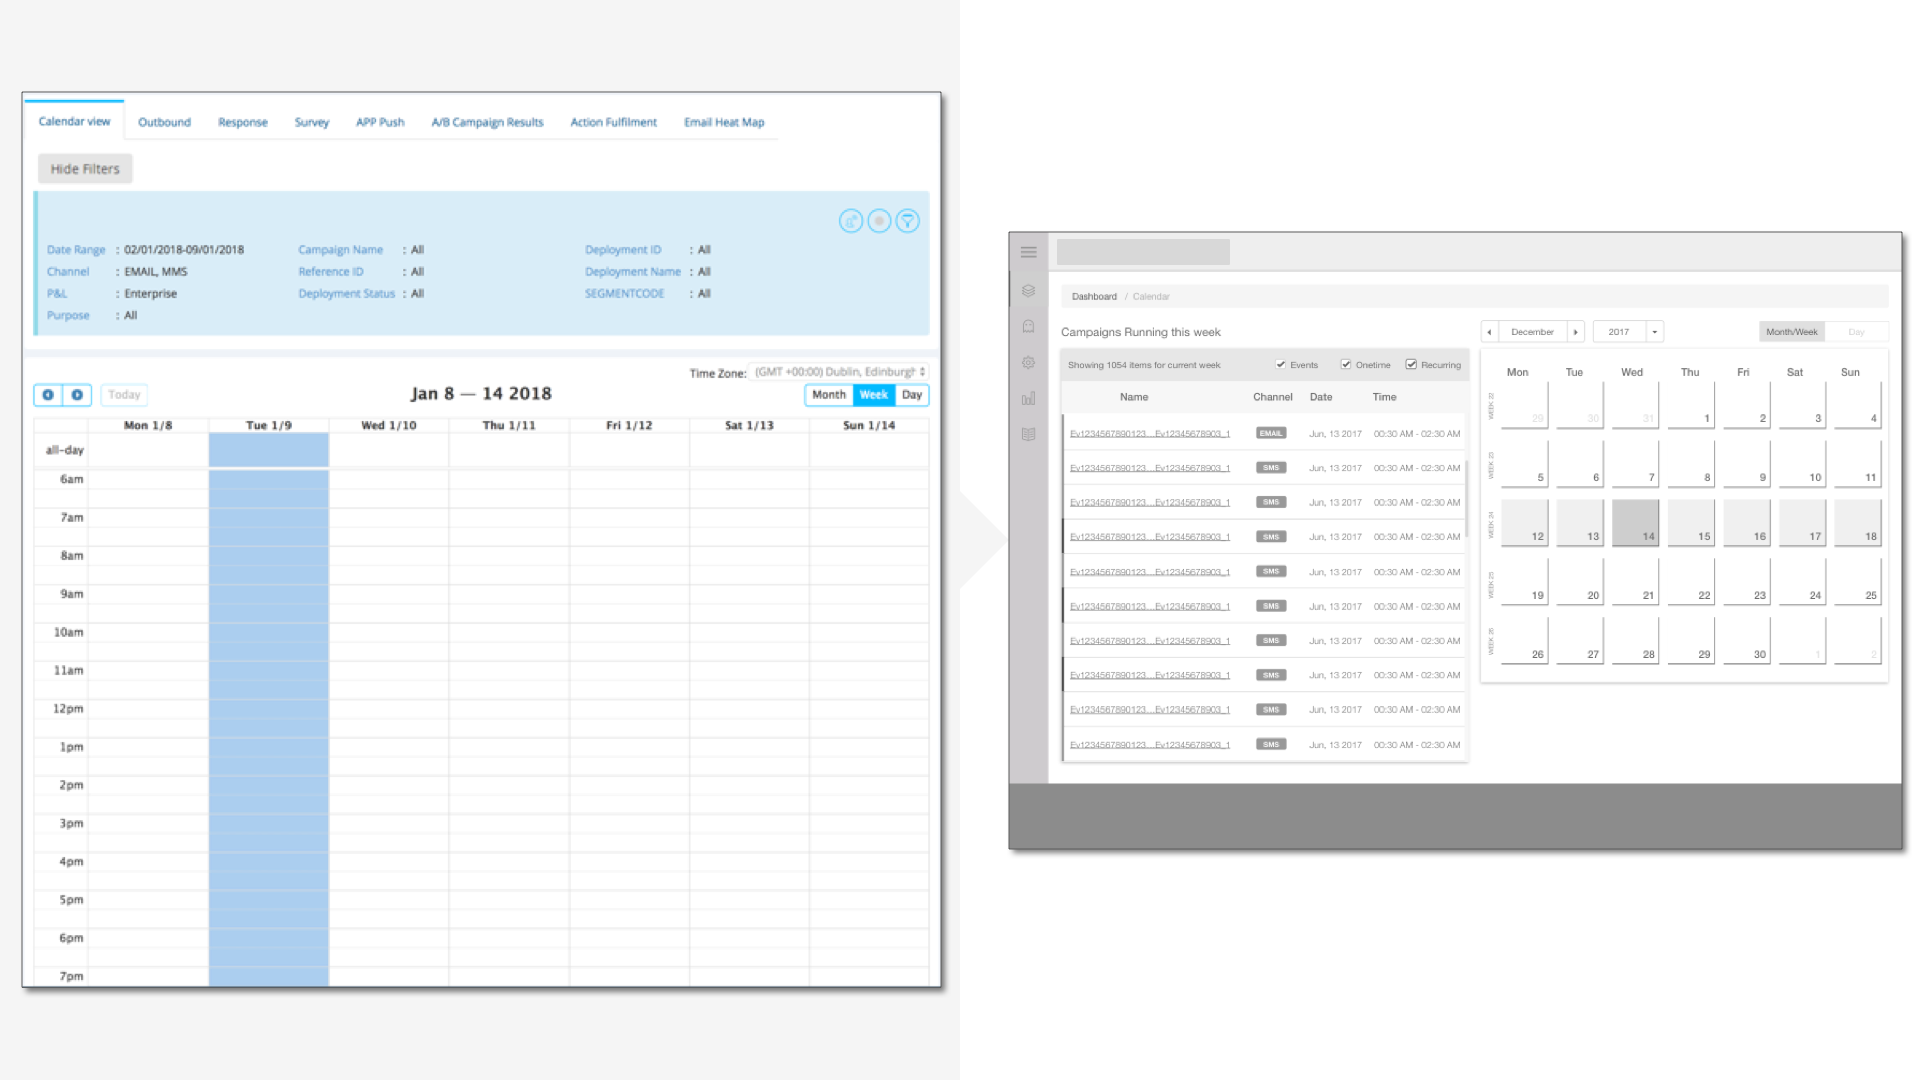 Calendar view Outbound Response Survey APP Push A/B Campaign Results Action Fulfilment Email Heat Map
Hide Filters
Date Range : 02/01/2018-09/01/2018 Campaign Name : All Deployment ID : All
Channel : EMAIL, MMS Reference ID : All Deployment Name : All
P&L : Enterprise Deployment Status : All SEGMENTCODE : All
Purpose : All
Time Zone: (GMT +00:00) Dublin, Edinburgh
Today Jan 8 — 14 2018 Month Week Day
Mon 1/8 Tue 1/9 Wed 1/10 Thu 1/11 Fri 1/12 Sat 1/13 Sun 1/14
all-day
6am
7am
8am
9am
10am
11am
12pm
1pm
2pm
3pm
4pm
5pm
6pm
7pm
Dashboard / Calendar
Campaigns Running this week
Showing 1054 items for current week Events Onetime Recurring
Name Channel Date Time
Ev1234567890123....Ev12345678903_1 EMAIL Jun, 13 2017 00:30 AM - 02:30 AM
Ev1234567890123....Ev12345678903_1 SMS Jun, 13 2017 00:30 AM - 02:30 AM
Ev1234567890123....Ev12345678903_1 SMS Jun, 13 2017 00:30 AM - 02:30 AM
Ev1234567890123....Ev12345678903_1 SMS Jun, 13 2017 00:30 AM - 02:30 AM
Ev1234567890123....Ev12345678903_1 SMS Jun, 13 2017 00:30 AM - 02:30 AM
Ev1234567890123....Ev12345678903_1 SMS Jun, 13 2017 00:30 AM - 02:30 AM
Ev1234567890123....Ev12345678903_1 SMS Jun, 13 2017 00:30 AM - 02:30 AM
Ev1234567890123....Ev12345678903_1 SMS Jun, 13 2017 00:30 AM - 02:30 AM
Ev1234567890123....Ev12345678903_1 SMS Jun, 13 2017 00:30 AM - 02:30 AM
Ev1234567890123....Ev12345678903_1 SMS Jun, 13 2017 00:30 AM - 02:30 AM
December 2017 Month/Week Day
Mon Tue Wed Thu Fri Sat Sun
WEEK 22 29 30 31 1 2 3 4
WEEK 23 5 6 7 8 9 10 11
WEEK 24 12 13 14 15 16 17 18
WEEK 25 19 20 21 22 23 24 25
WEEK 26 26 27 28 29 30 1 2